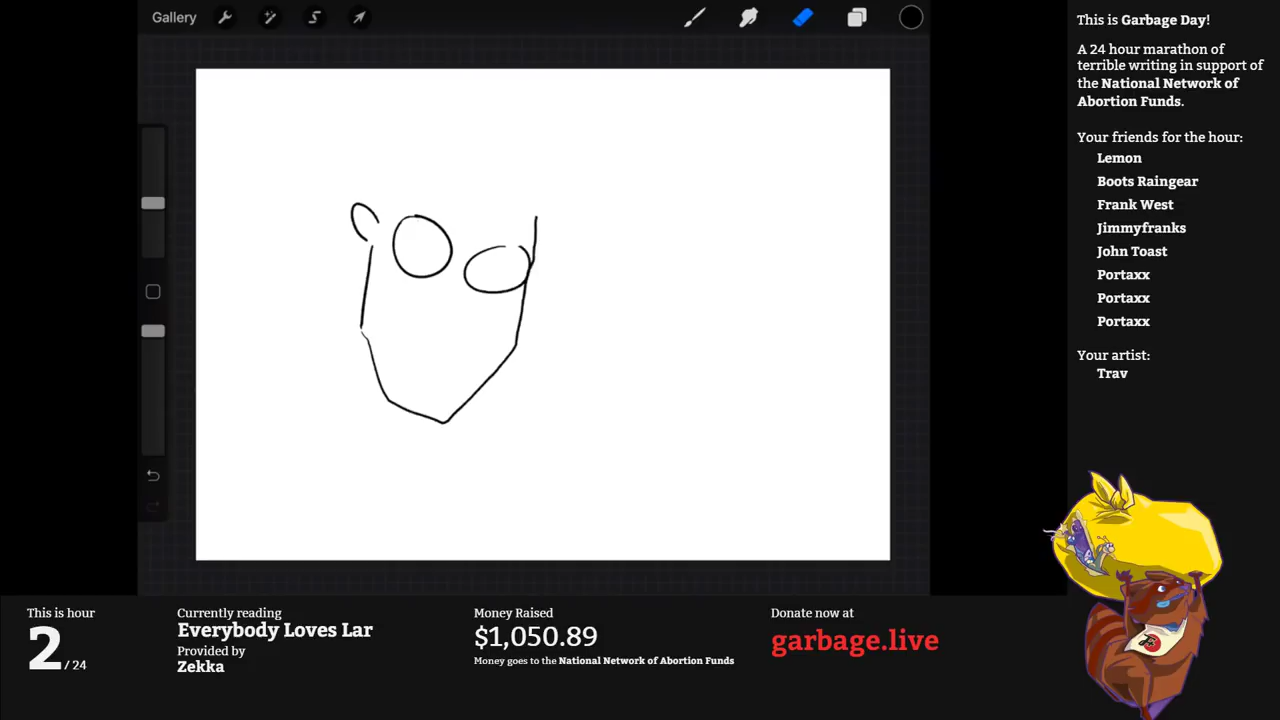 Gallery
This is Garbage Day!
A 24 hour marathon of
terrible writing in support of
the National Network of
Abortion Funds.
Your friends for the hour:
Lemon
Boots Raingear
Frank West
Jimmyfranks
John Toast
Portaxx
Portaxx
Portaxx
Your artist:
Trav
This is hour
2 / 24
Currently reading
Everybody Loves Lar
Provided by
Zekka
Money Raised
$1,050.89
Money goes to the National Network of Abortion Funds
Donate now at
garbage.live